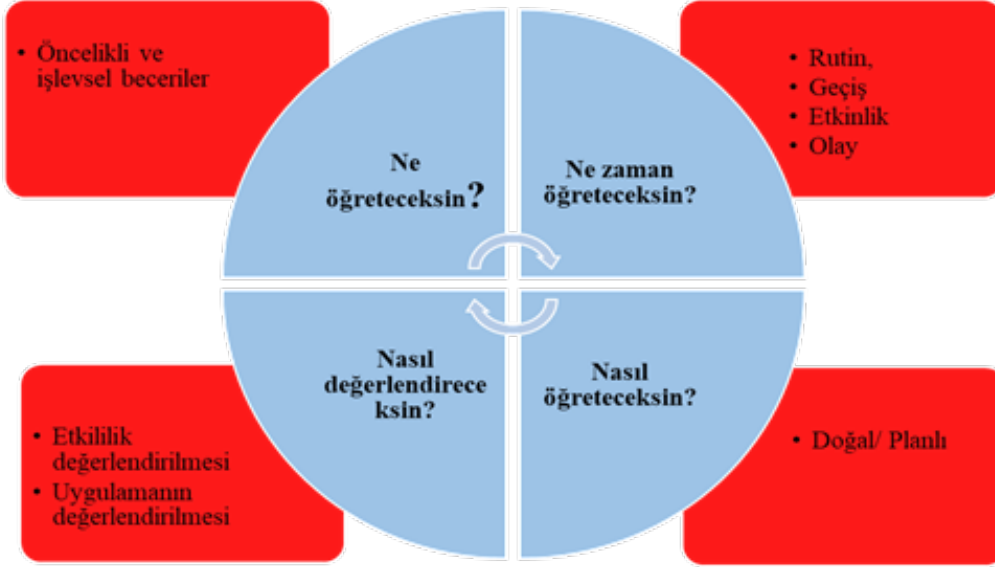 • Öncelikli ve
işlevsel beceriler
Ne
öğreteceksin?
Ne zaman
öğreteceksin?
• Rutin,
• Geçiş
• Etkinlik
• Olay
• Etkililik
değerlendirilmesi
• Uygulamanın
değerlendirilmesi
Nasıl
değerlendirece
ksin?
Nasıl
öğreteceksin?
• Doğal/ Planlı